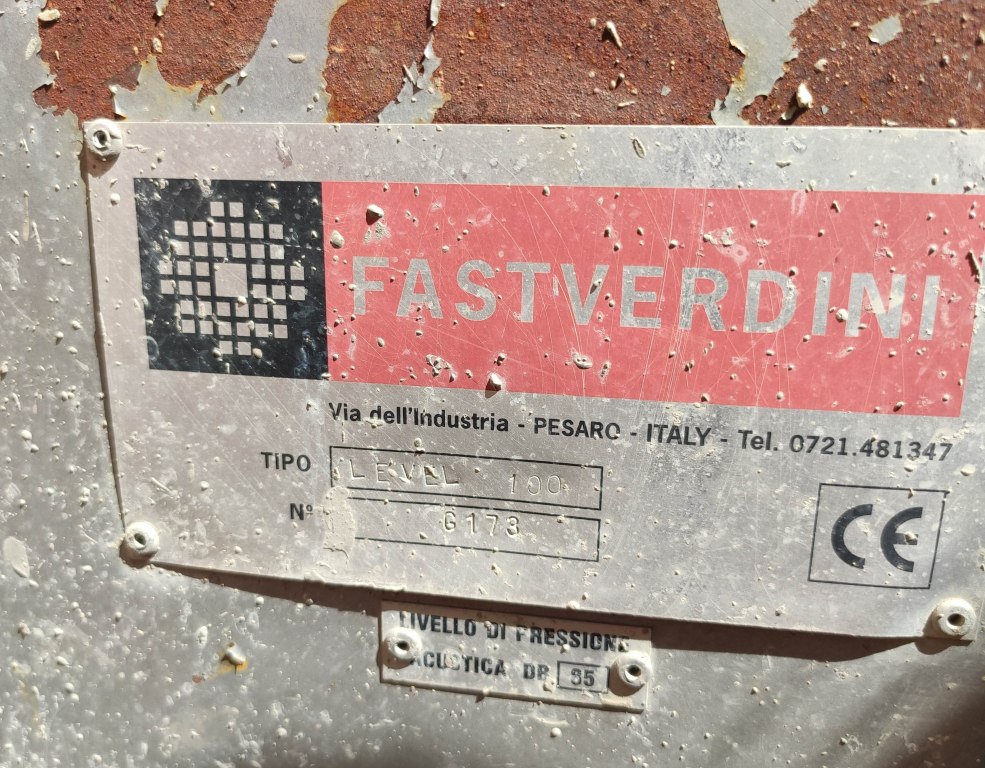 FASTVERDINI
Via dell'Industria - PESARO - ITALY - Tel. 0721.481347
TIPO LEVEL 100
Nº G173
CE
LIVELLO DI PRESSIONE
ACUSTICA DB 85